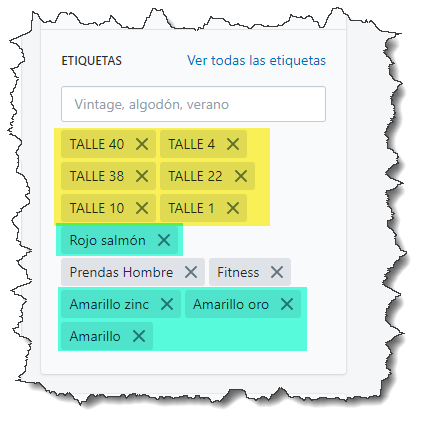 ETIQUETAS Ver todas las etiquetas
Vintage, algodón, verano
TALLE 40 TALLE 4
TALLE 38 TALLE 22
TALLE 10 TALLE 1
Rojo salmón
Prendas Hombre Fitness
Amarillo zinc Amarillo oro
Amarillo